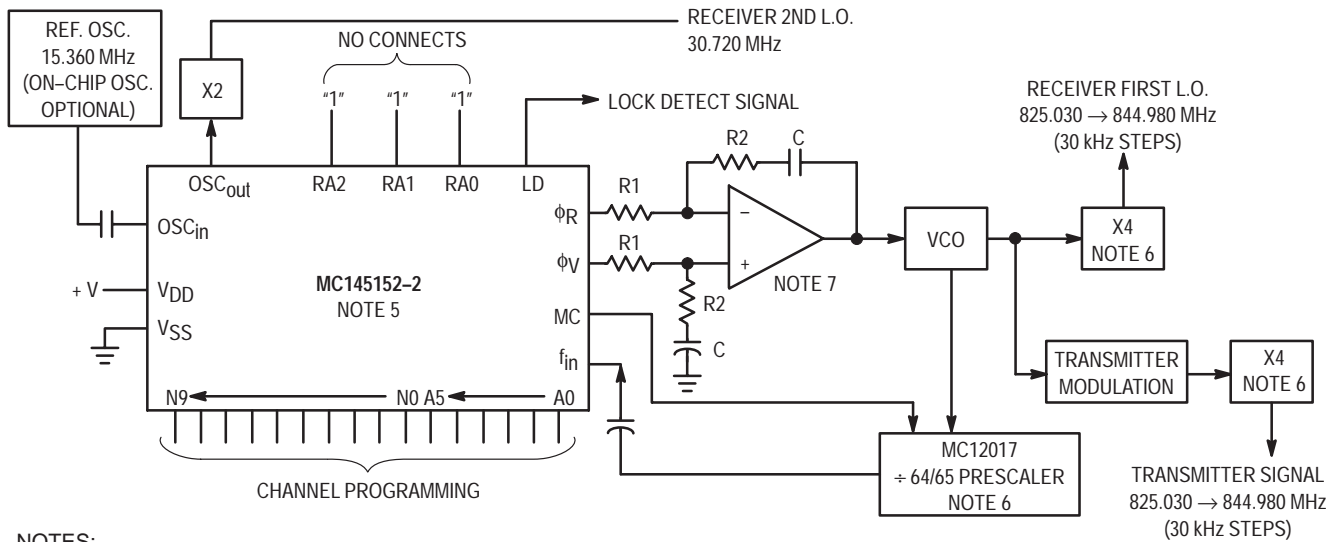 REF. OSC.
15.360 MHz
(ON–CHIP OSC.
OPTIONAL)
X2
RECEIVER 2ND L.O.
30.720 MHz
NO CONNECTS
“1”
“1”
“1”
LOCK DETECT SIGNAL
RECEIVER FIRST L.O.
825.030 → 844.980 MHz
(30 kHz STEPS)
OSCout
RA2
RA1
RA0
LD
OSCin
+ V
VDD
VSS
MC145152–2
NOTE 5
ϕR
ϕV
MC
fin
R1
R1
R2
C
–
+
NOTE 7
R2
C
VCO
X4
NOTE 6
TRANSMITTER
MODULATION
X4
NOTE 6
N9
N0
A5
A0
CHANNEL PROGRAMMING
MC12017
÷ 64/65 PRESCALER
NOTE 6
TRANSMITTER SIGNAL
825.030 → 844.980 MHz
(30 kHz STEPS)
NOTES: